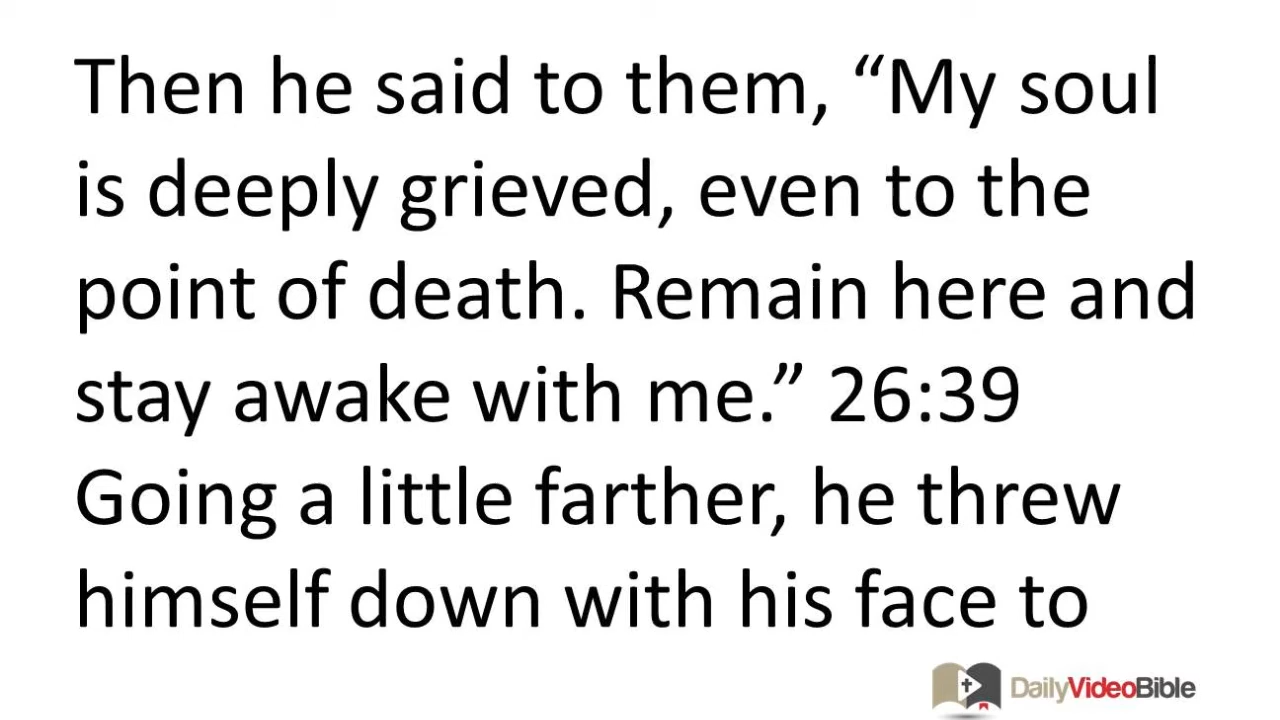 Then he said to them, “My soul
is deeply grieved, even to the
point of death. Remain here and
stay awake with me.” 26:39
Going a little farther, he threw
himself down with his face to
DailyVideoBible